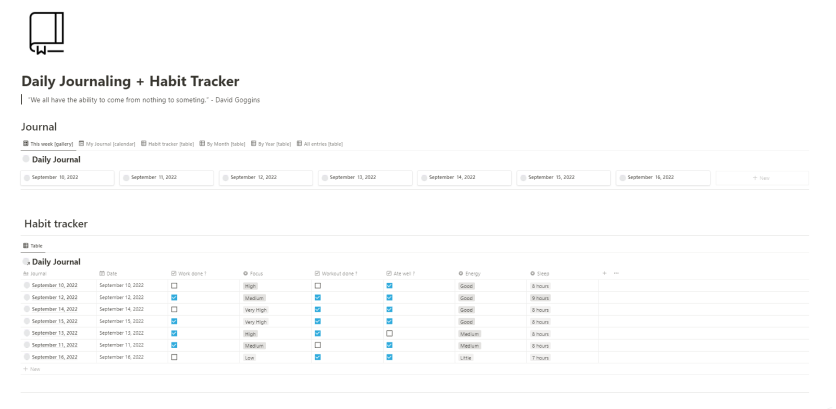 Daily Journaling + Habit Tracker
"We all have the ability to come from nothing to someting." - David Goggins
Journal
This week [gallery] My Journal [calendar] Habit tracker [table] By Month [table] By Year [table] All entries [table]
Daily Journal
September 10, 2022 September 11, 2022 September 12, 2022 September 13, 2022 September 14, 2022 September 15, 2022 September 16, 2022 + New
Habit tracker
Table
Daily Journal
Aa Journal Date Work done ? Focus Workout done ? Ate well ? Energy Sleep + ...
September 10, 2022 September 10, 2022 High Good 8 hours
September 12, 2022 September 12, 2022 Medium Good 9 hours
September 14, 2022 September 14, 2022 Very High Good 8 hours
September 15, 2022 September 15, 2022 Very High Good 8 hours
September 13, 2022 September 13, 2022 High Medium 8 hours
September 11, 2022 September 11, 2022 Medium Medium 8 hours
September 16, 2022 September 16, 2022 Low Little 7 hours
+ New